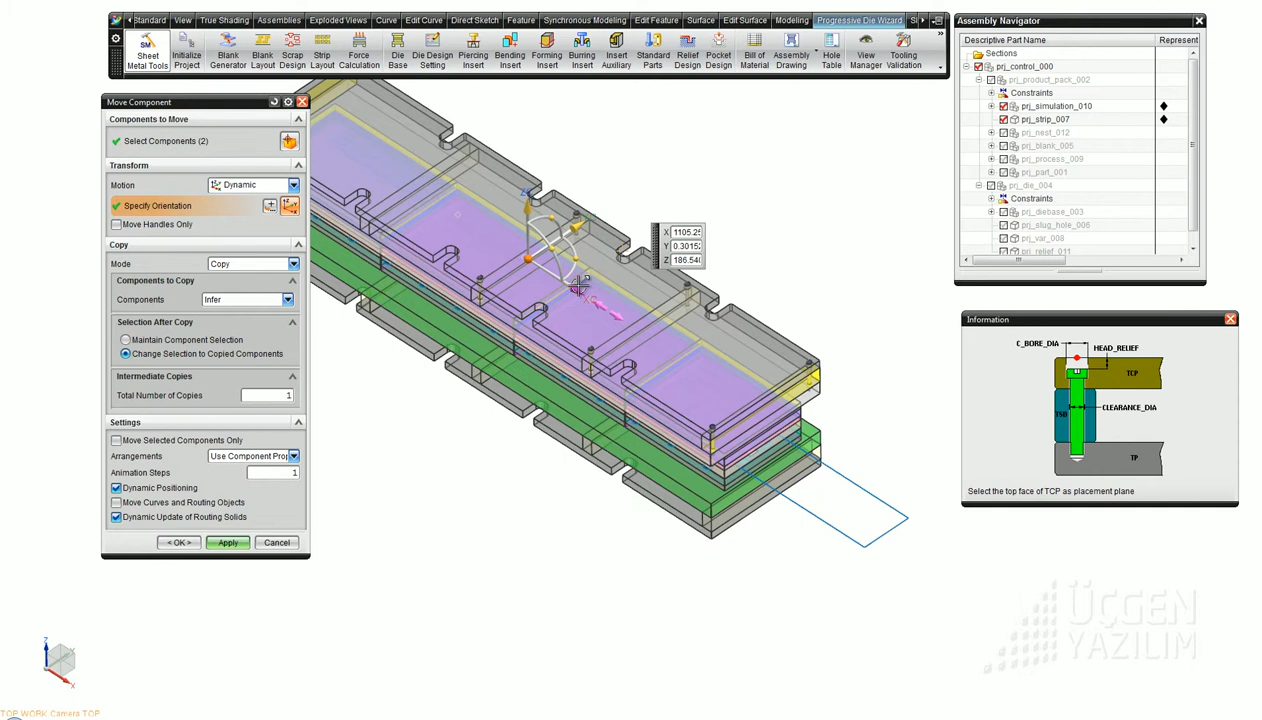 Standard View True Shading Assemblies Exploded Views Curve Edit Curve Direct Sketch Feature Synchronous Modeling Edit Feature Surface Edit Surface Modeling Progressive Die Wizard
Sheet Metal Tools
Initialize Project
Blank Generator
Blank Layout
Scrap Design
Strip Layout
Force Calculation
Die Base
Die Design Setting
Piercing Insert
Bending Insert
Forming Insert
Burring Insert
Insert Auxiliary
Standard Parts
Relief Design
Pocket Design
Bill of Material
Assembly Drawing
Hole Table
View Manager
Tooling Validation
Assembly Navigator
Descriptive Part Name Represent
Sections
prj_control_000
prj_product_pack_002
Constraints
prj_simulation_010
prj_strip_007
prj_nest_012
prj_blank_005
prj_process_009
prj_part_001
prj_die_004
Constraints
prj_diebase_003
prj_slug_hole_006
prj_var_008
prj_relief_011
Move Component
Components to Move
Select Components (2)
Transform
Motion Dynamic
Specify Orientation
Move Handles Only
Copy
Mode Copy
Components to Copy
Components Infer
Selection After Copy
Maintain Component Selection
Change Selection to Copied Components
Intermediate Copies
Total Number of Copies 1
Settings
Move Selected Components Only
Arrangements Use Component Prop
Animation Steps 1
Dynamic Positioning
Move Curves and Routing Objects
Dynamic Update of Routing Solids
< OK > Apply Cancel
X 1105.25
Y 0.30152
Z 186.540
XC
Information
C_BORE_DIA
HEAD_RELIEF
TCP
TSB
CLEARANCE_DIA
TP
Select the top face of TCP as placement plane
ÜÇGEN
YAZILIM
Z
X
TOP WORK Camera TOP